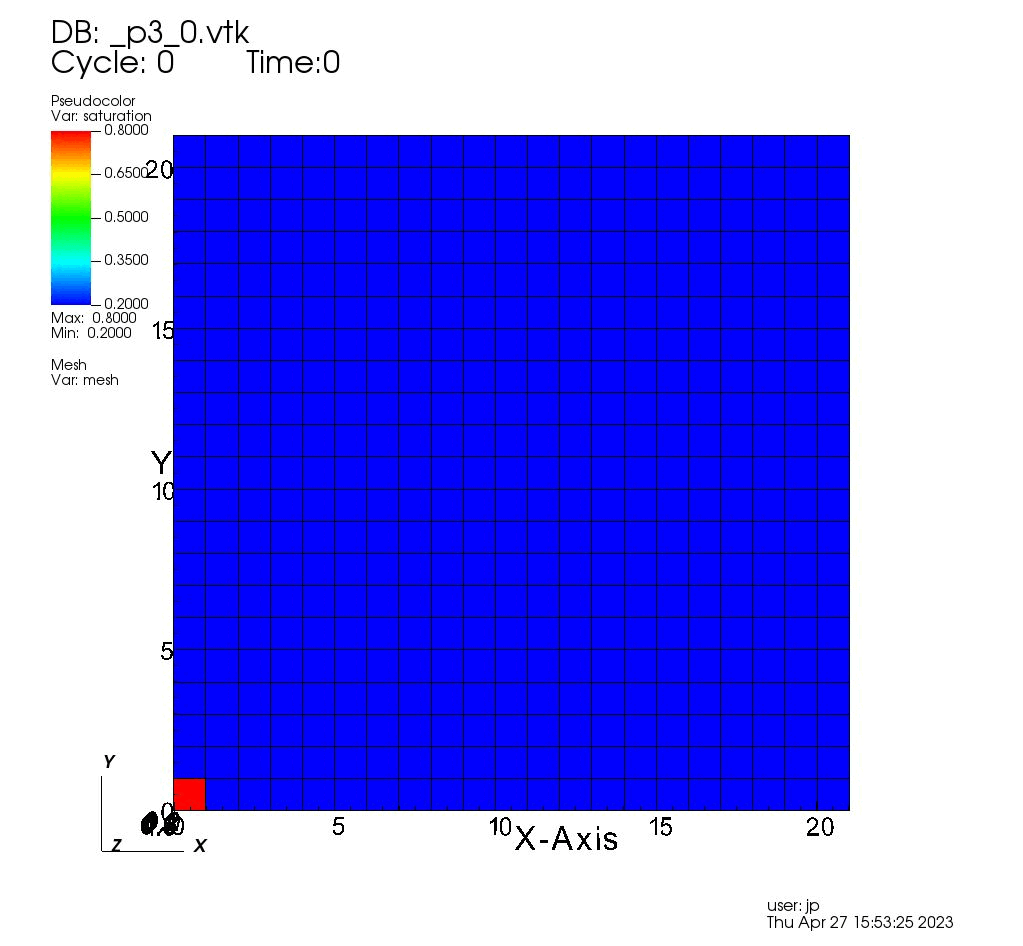 DB: _p3_0.vtk
Cycle: 0 Time:0
Pseudocolor
Var: saturation
0.8000
0.6500
0.5000
0.3500
0.2000
Max: 0.8000
Min: 0.2000
Mesh
Var: mesh
20
15
Y
10
5
0
5
10
15
20
X-Axis
Y
Z
X
user: jp
Thu Apr 27 15:53:25 2023